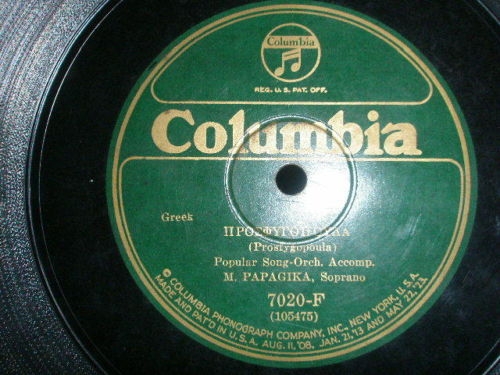 Columbia
REG. U.S. PAT. OFF.
Columbia
Greek
ΠΡΟΣΦΥΓΟΠΟΥΛΑ
(Prosfygopoula)
Popular Song-Orch. Accomp.
M. PAPAGIKA, Soprano
7020-F
(105475)
© COLUMBIA PHONOGRAPH COMPANY, INC., NEW YORK, U.S.A.
MADE AND PAT'D IN U.S.A. AUG. 11, '08, JAN. 21, '13 AND MAY 22, '23.